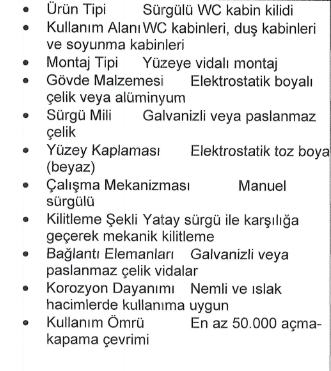 • Ürün Tipi Sürgülü WC kabin kilidi
• Kullanım Alanı WC kabinleri, duş kabinleri
ve soyunma kabinleri
• Montaj Tipi Yüzeye vidalı montaj
• Gövde Malzemesi Elektrostatik boyalı
çelik veya alüminyum
• Sürgü Mili Galvanizli veya paslanmaz
çelik
• Yüzey Kaplaması Elektrostatik toz boya
(beyaz)
• Çalışma Mekanizması Manuel
sürgülü
• Kilitleme Şekli Yatay sürgü ile karşılığa
geçerek mekanik kilitleme
• Bağlantı Elemanları Galvanizli veya
paslanmaz çelik vidalar
• Korozyon Dayanımı Nemli ve ıslak
hacimlerde kullanıma uygun
• Kullanım Ömrü En az 50.000 açma-
kapama çevrimi